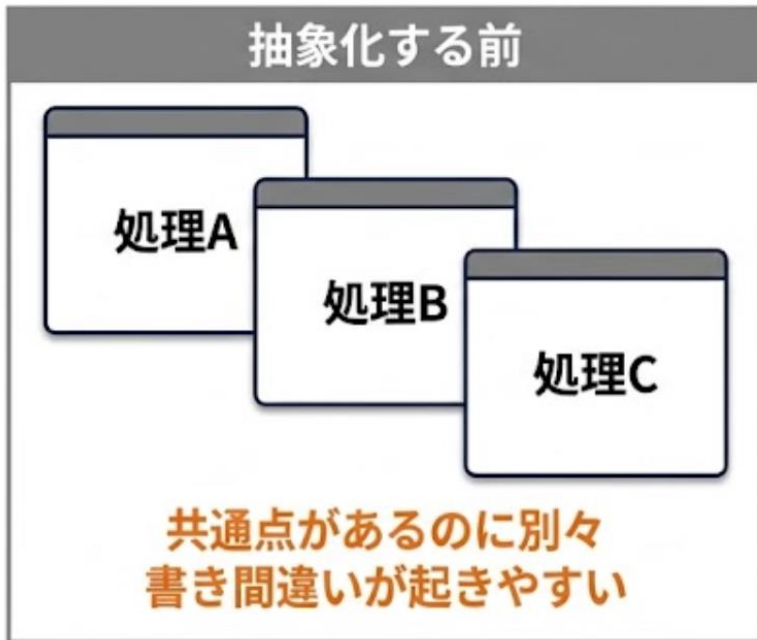 抽象化する前
処理A
処理B
処理C
共通点があるのに別々
書き間違いが起きやすい